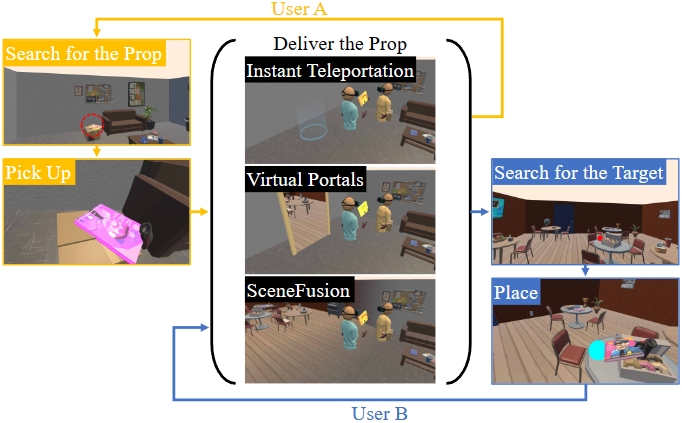 User A
Search for the Prop
Deliver the Prop
Instant Teleportation
Pick Up
Virtual Portals
Search for the Target
SceneFusion
Place
User B